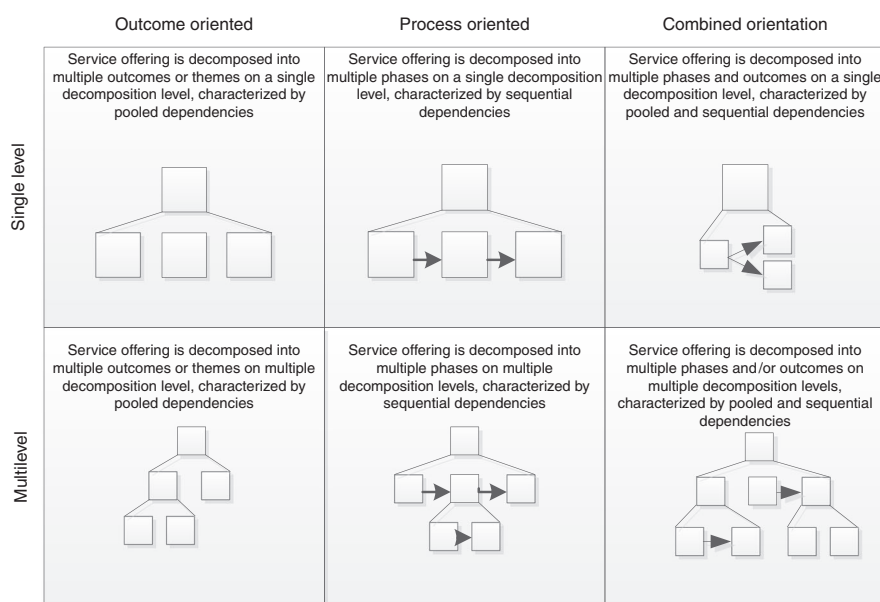 Outcome oriented
Process oriented
Combined orientation
Single level
Service offering is decomposed into
multiple outcomes or themes on a single
decomposition level, characterized by
pooled dependencies
Service offering is decomposed into
multiple phases on a single decomposition
level, characterized by sequential
dependencies
Service offering is decomposed into
multiple phases and outcomes on a single
decomposition level, characterized by
pooled and sequential dependencies
Multilevel
Service offering is decomposed into
multiple outcomes or themes on multiple
decomposition level, characterized by
pooled dependencies
Service offering is decomposed into
multiple phases on multiple
decomposition levels, characterized by
sequential dependencies
Service offering is decomposed into
multiple phases and/or outcomes on
multiple decomposition levels,
characterized by pooled and sequential
dependencies